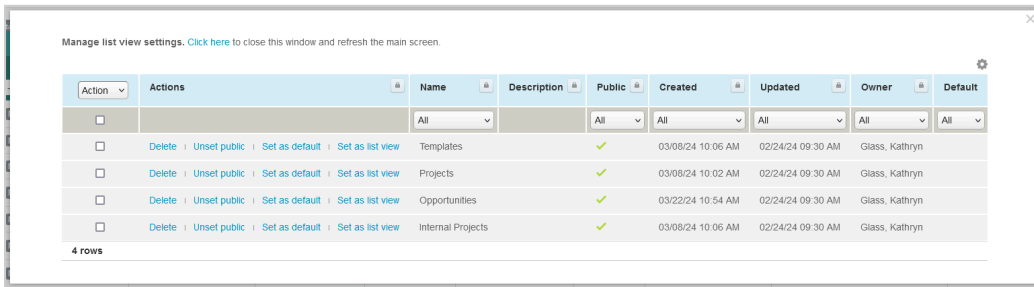 Manage list view settings. Click here to close this window and refresh the main screen.
Action Actions Name Description Public Created Updated Owner Default
All All All All All All
Delete | Unset public | Set as default | Set as list view Templates 03/08/24 10:06 AM 02/24/24 09:30 AM Glass, Kathryn
Delete | Unset public | Set as default | Set as list view Projects 03/08/24 10:02 AM 02/24/24 09:30 AM Glass, Kathryn
Delete | Unset public | Set as default | Set as list view Opportunities 03/22/24 10:54 AM 02/24/24 09:30 AM Glass, Kathryn
Delete | Unset public | Set as default | Set as list view Internal Projects 03/08/24 10:06 AM 02/24/24 09:30 AM Glass, Kathryn
4 rows